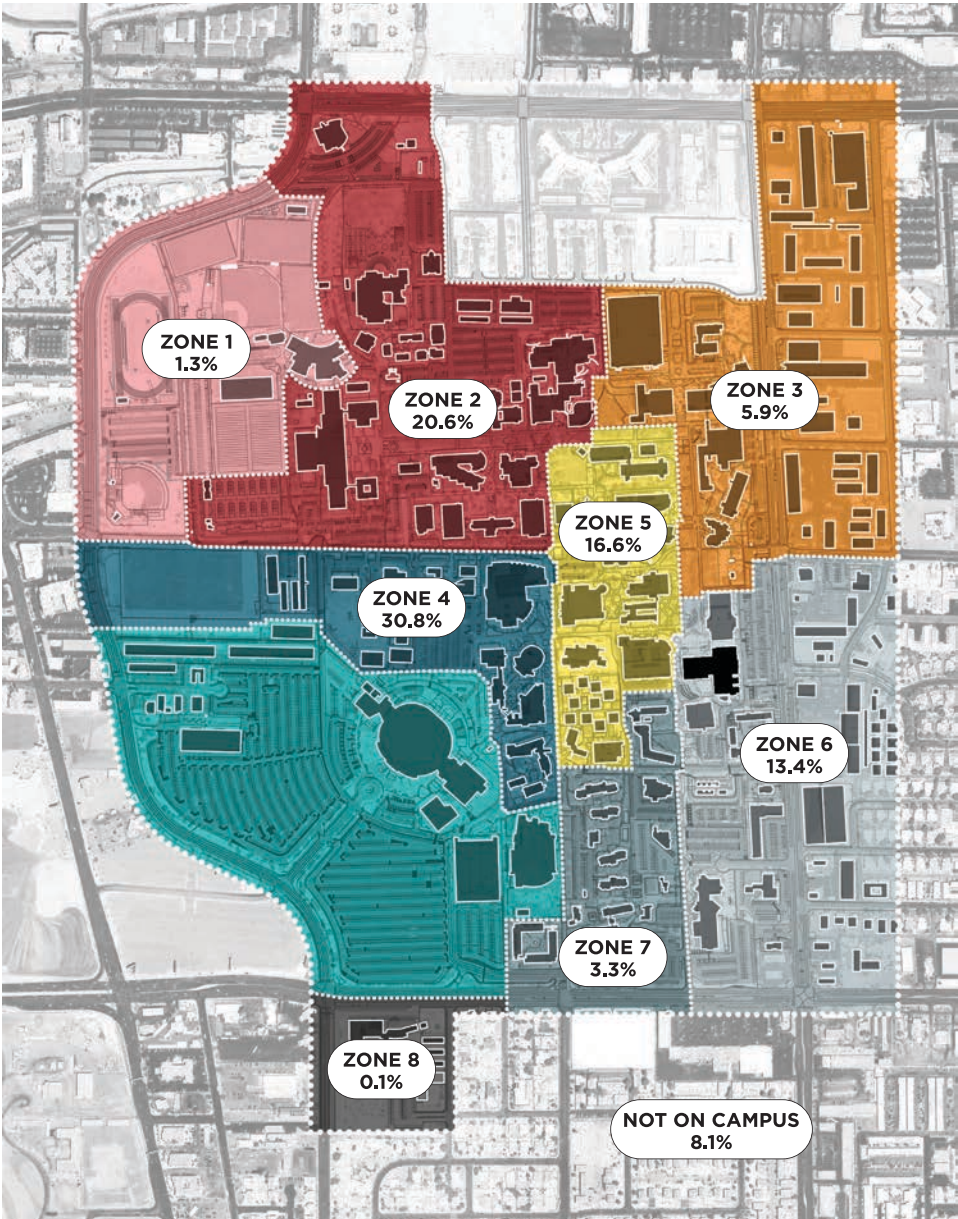 ZONE 1
1.3%
ZONE 2
20.6%
ZONE 3
5.9%
ZONE 5
16.6%
ZONE 4
30.8%
ZONE 6
13.4%
ZONE 7
3.3%
ZONE 8
0.1%
NOT ON CAMPUS
8.1%